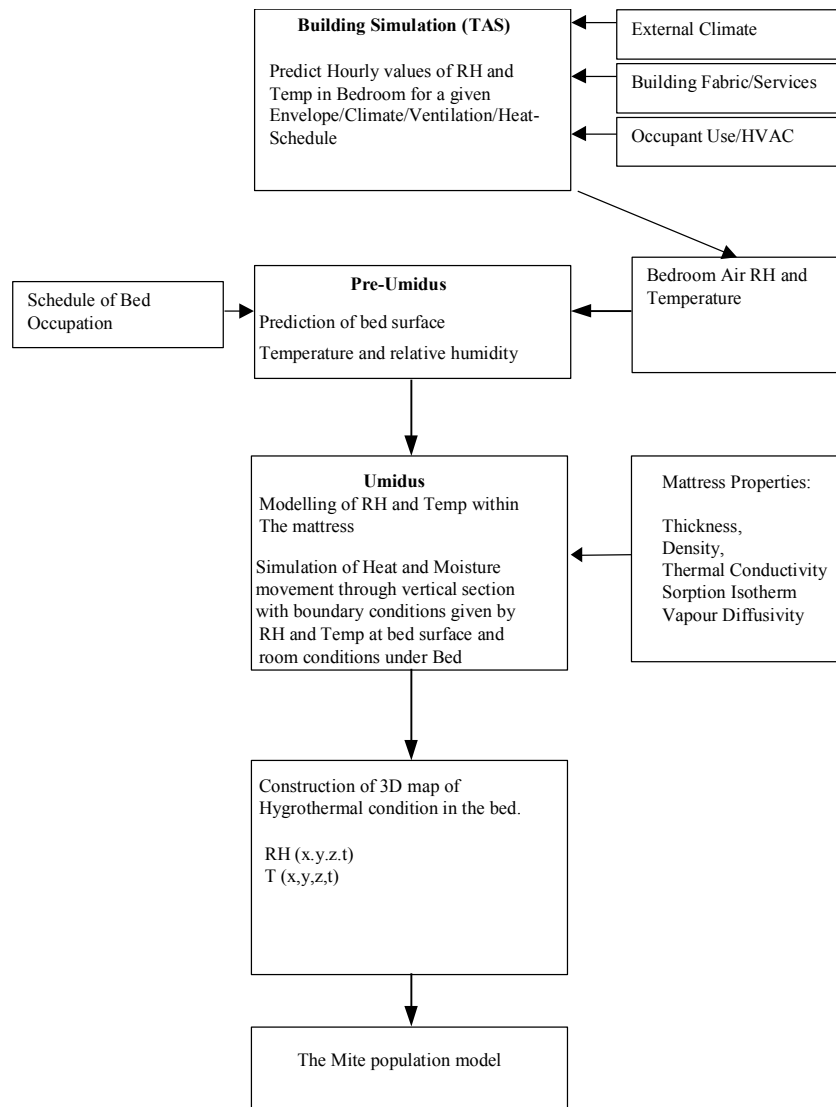 Building Simulation (TAS)
Predict Hourly values of RH and
Temp in Bedroom for a given
Envelope/Climate/Ventilation/Heat-
Schedule
External Climate
Building Fabric/Services
Occupant Use/HVAC
Schedule of Bed
Occupation
Pre-Umidus
Prediction of bed surface
Temperature and relative humidity
Bedroom Air RH and
Temperature
Umidus
Modelling of RH and Temp within
The mattress
Simulation of Heat and Moisture
movement through vertical section
with boundary conditions given by
RH and Temp at bed surface and
room conditions under Bed
Mattress Properties:
Thickness,
Density,
Thermal Conductivity
Sorption Isotherm
Vapour Diffusivity
Construction of 3D map of
Hygrothermal condition in the bed.
RH (x.y.z.t)
T (x,y,z,t)
The Mite population model